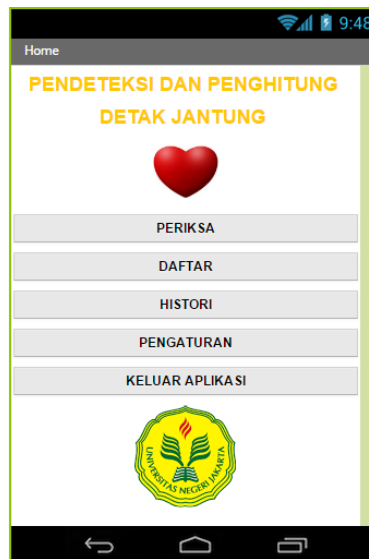 9:48
Home
PENDETEKSI DAN PENGHITUNG
DETAK JANTUNG
PERIKSA
DAFTAR
HISTORI
PENGATURAN
KELUAR APLIKASI
UNIVERSITAS NEGERI JAKARTA